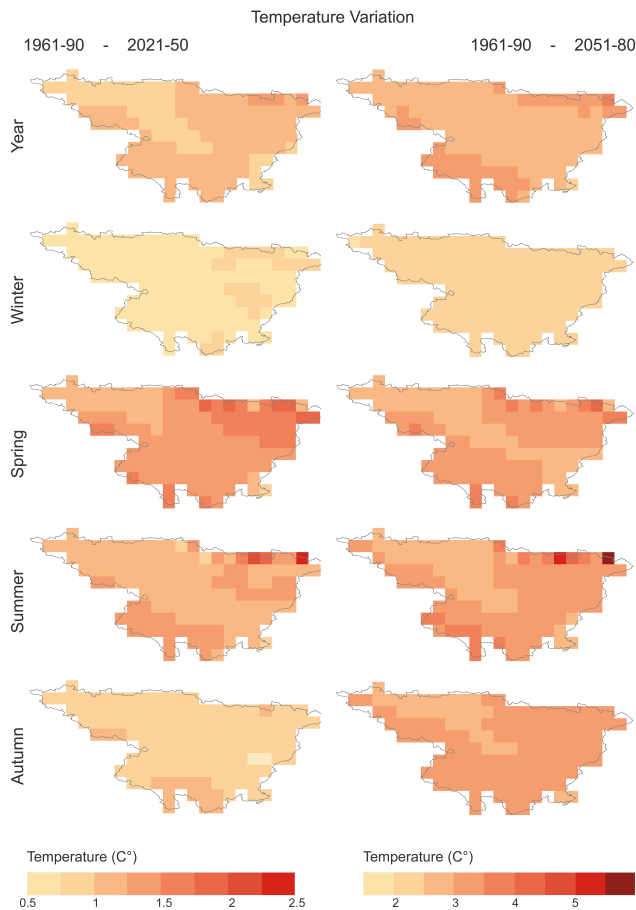 Temperature Variation
1961-90 - 2021-50
1961-90 - 2051-80
Year
Winter
Spring
Summer
Autumn
Temperature (C°)
0.5 1 1.5 2 2.5
Temperature (C°)
2 3 4 5